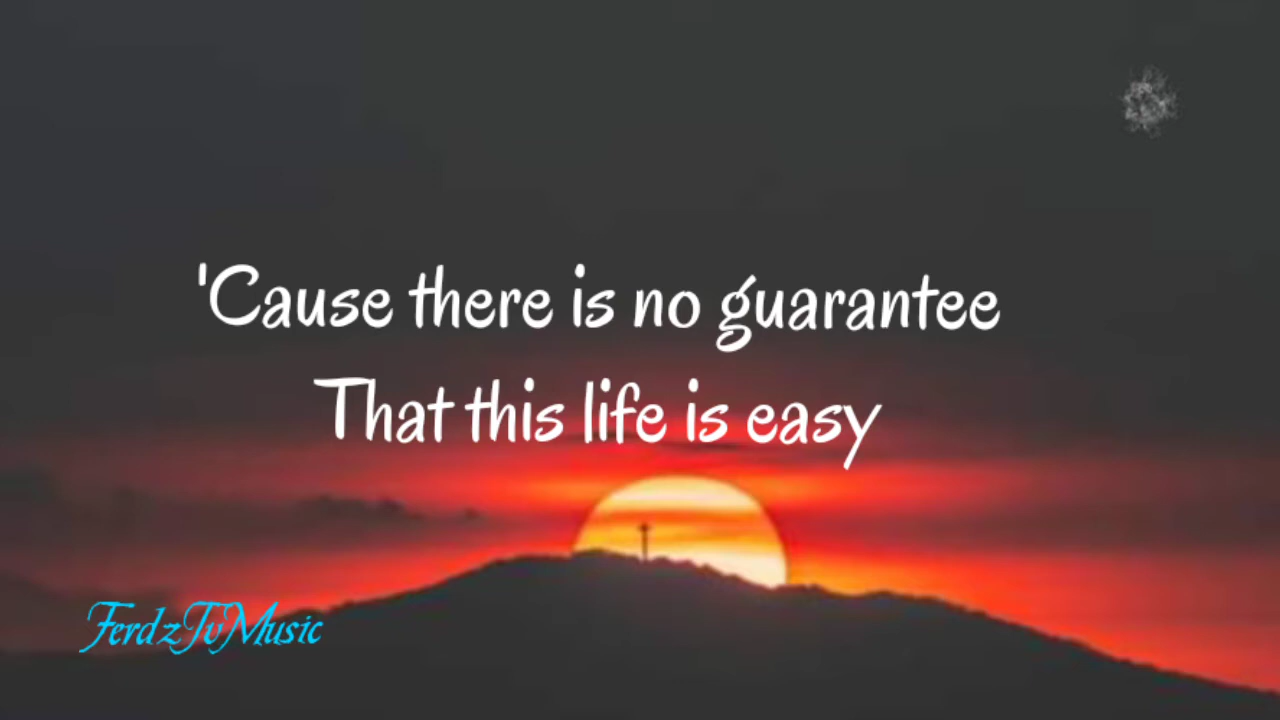 'Cause there is no guarantee
That this life is easy
FerdzTvMusic